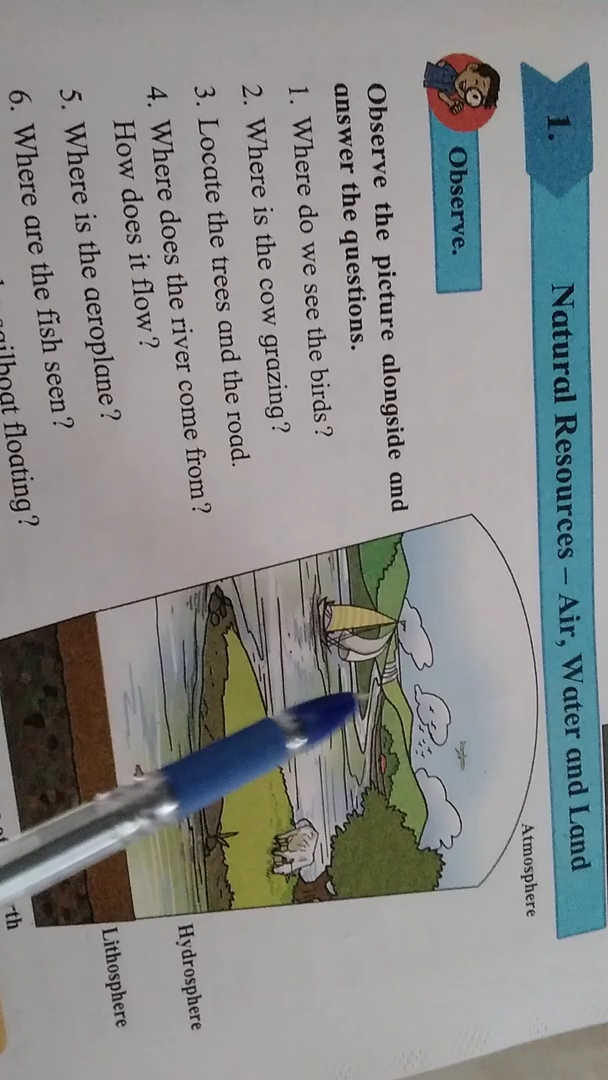 1.
Natural Resources – Air, Water and Land
Observe.
Observe the picture alongside and
answer the questions.
1. Where do we see the birds?
2. Where is the cow grazing?
3. Locate the trees and the road.
4. Where does the river come from?
How does it flow?
5. Where is the aeroplane?
6. Where are the fish seen?
sailboat floating?
Atmosphere
Hydrosphere
Lithosphere